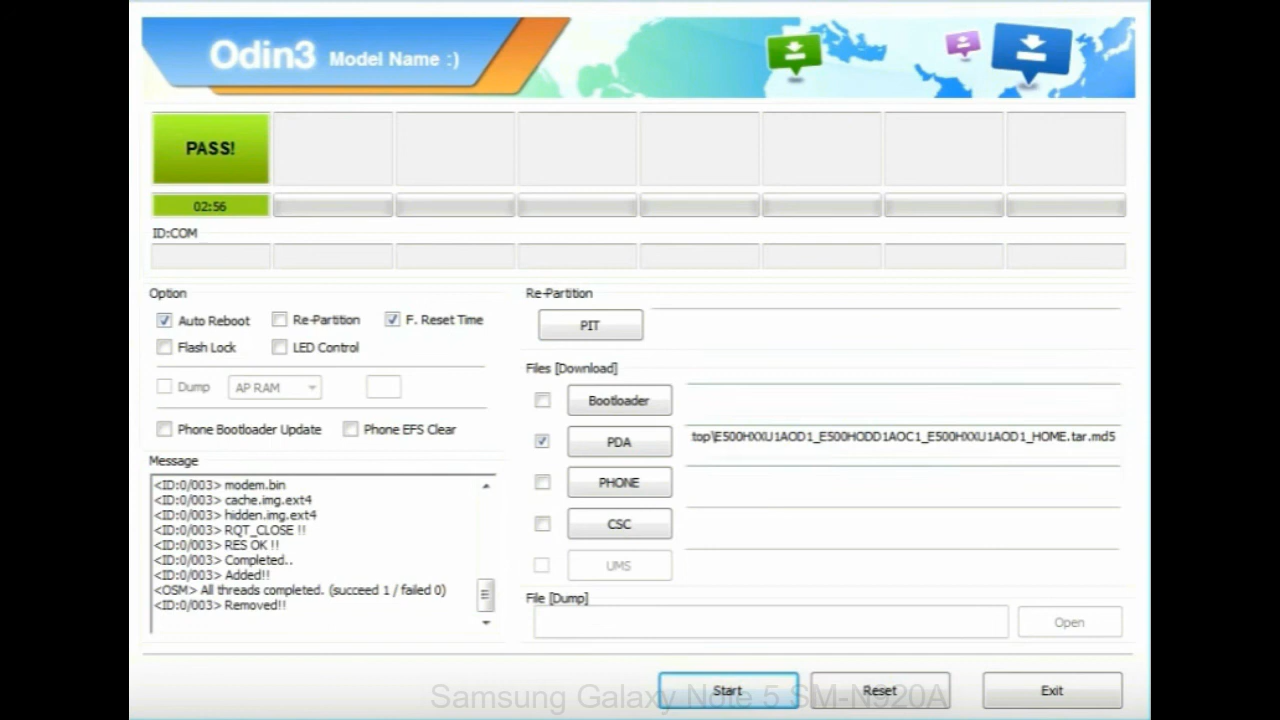 Odin3 Model Name :)
PASS!
02:56
ID:COM
Option
Auto Reboot
Re-Partition
F. Reset Time
Flash Lock
LED Control
Dump
AP RAM
Phone Bootloader Update
Phone EFS Clear
Message
<ID:0/003> modem.bin
<ID:0/003> cache.img.ext4
<ID:0/003> hidden.img.ext4
<ID:0/003> RQT_CLOSE !!
<ID:0/003> RES OK !!
<ID:0/003> Completed..
<ID:0/003> Added!!
<OSM> All threads completed. (succeed 1 / failed 0)
<ID:0/003> Removed!!
Re-Partition
PIT
Files [Download]
Bootloader
PDA
top\E500HXXU1AOD1_E500HODD1AOC1_E500HXXU1AOD1_HOME.tar.md5
PHONE
CSC
UMS
File [Dump]
Open
Start
Reset
Exit
Samsung Galaxy Note 5 SM-N920A